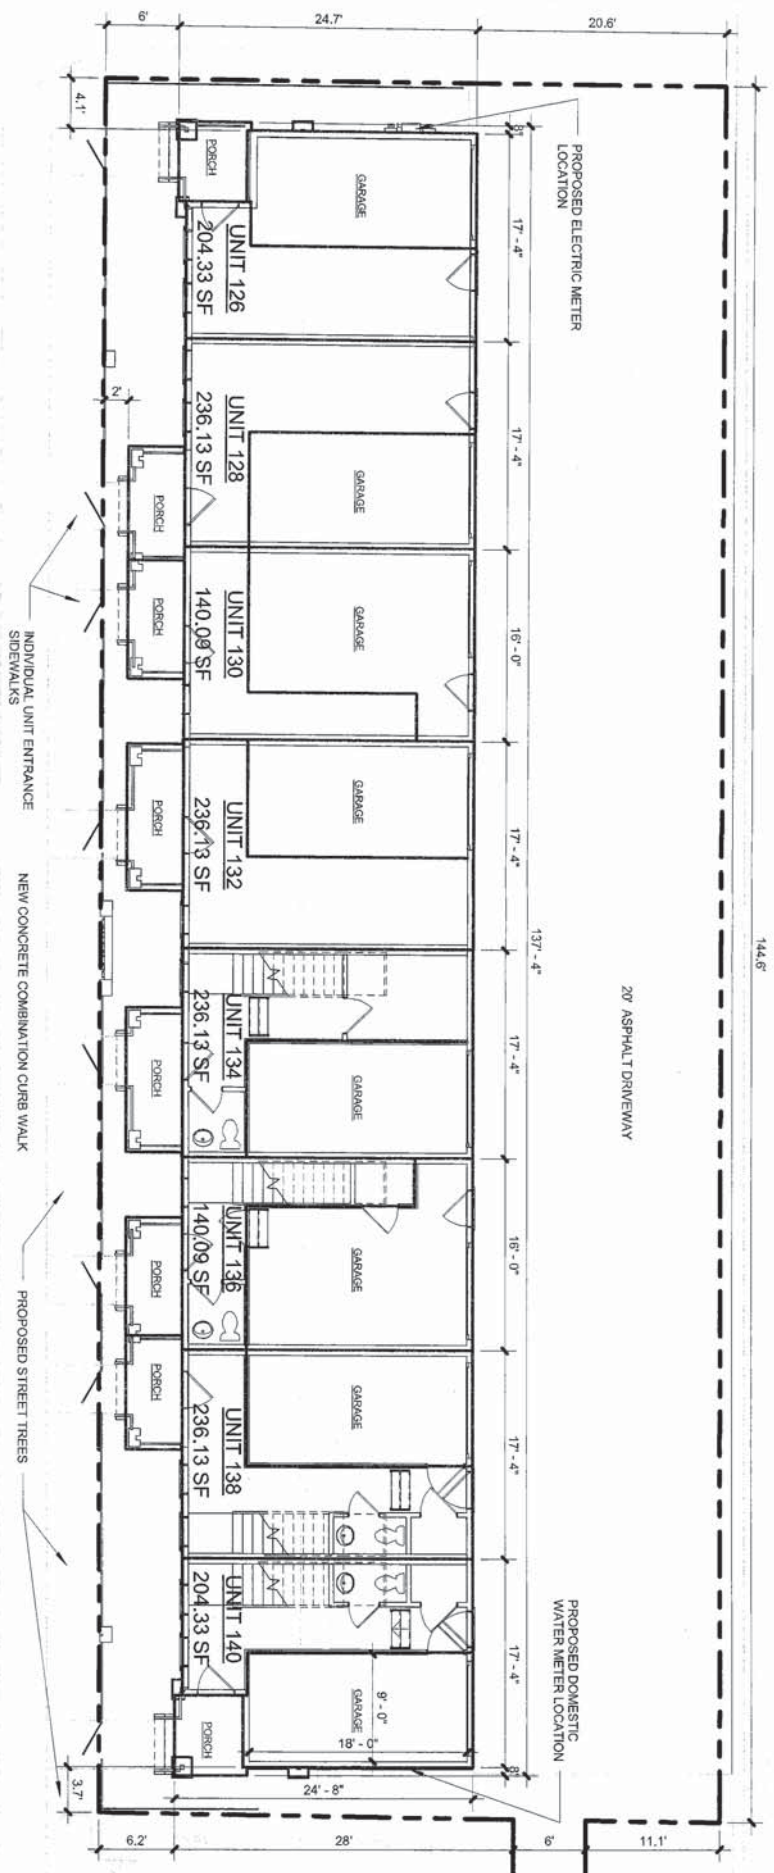 6'
24.7'
20.6'
4.1'
8"
PROPOSED ELECTRIC METER
LOCATION
144.6'
137' - 4"
20' ASPHALT DRIVEWAY
17' - 4"
17' - 4"
16' - 0"
17' - 4"
17' - 4"
16' - 0"
17' - 4"
17' - 4"
PORCH
GARAGE
UNIT 126
204.33 SF
2'
UNIT 128
236.13 SF
GARAGE
PORCH
PORCH
GARAGE
UNIT 130
140.09 SF
GARAGE
PORCH
UNIT 132
236.13 SF
UNIT 134
236.13 SF
GARAGE
PORCH
UNIT 136
140.09 SF
GARAGE
PORCH
PORCH
GARAGE
UNIT 138
236.13 SF
UNIT 140
204.33 SF
GARAGE
9' - 0"
18' - 0"
PORCH
PROPOSED DOMESTIC
WATER METER LOCATION
8"
24' - 8"
3.7'
6.2'
28'
6'
11.1'
INDIVIDUAL UNIT ENTRANCE
SIDEWALKS
NEW CONCRETE COMBINATION CURB WALK
PROPOSED STREET TREES